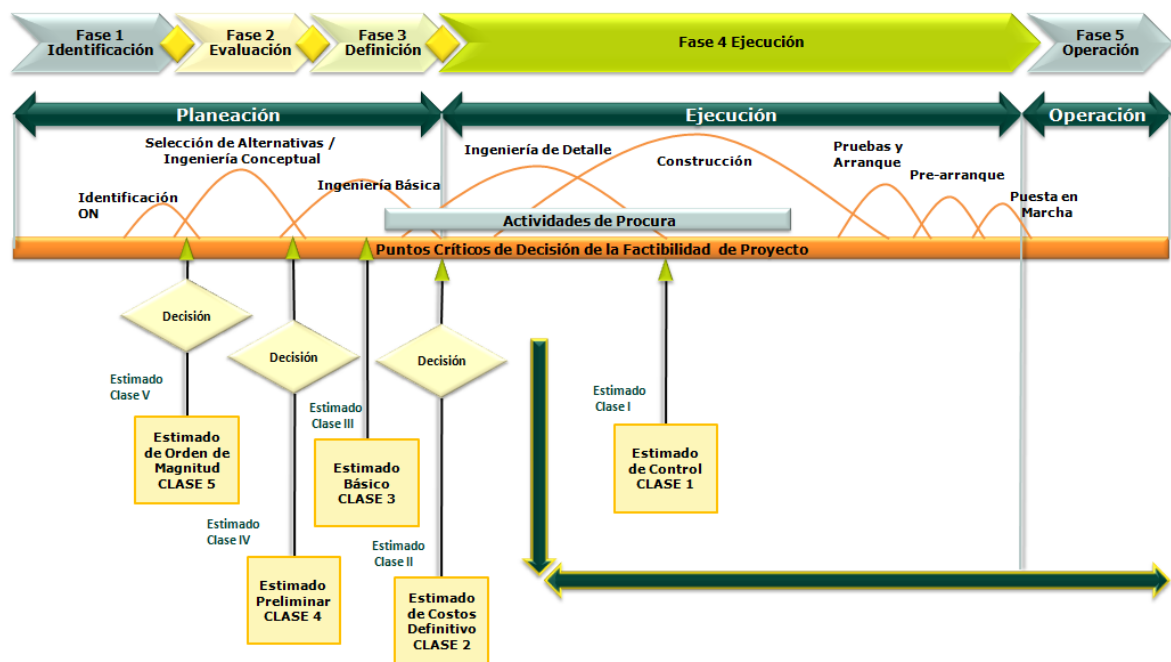 Fase 1
Identificación
Fase 2
Evaluación
Fase 3
Definición
Fase 4 Ejecución
Fase 5
Operación
Planeación
Ejecución
Operación
Selección de Alternativas /
Ingeniería Conceptual
Identificación
ON
Ingeniería Básica
Ingeniería de Detalle
Construcción
Pruebas y
Arranque
Pre-arranque
Puesta en
Marcha
Actividades de Procura
Puntos Críticos de Decisión de la Factibilidad de Proyecto
Decisión
Decisión
Decisión
Estimado
Clase V
Estimado
Clase III
Estimado
Clase I
Estimado
de Orden de
Magnitud
CLASE 5
Estimado
Básico
CLASE 3
Estimado
de Control
CLASE 1
Estimado
Clase IV
Estimado
Clase II
Estimado
Preliminar
CLASE 4
Estimado
de Costos
Definitivo
CLASE 2